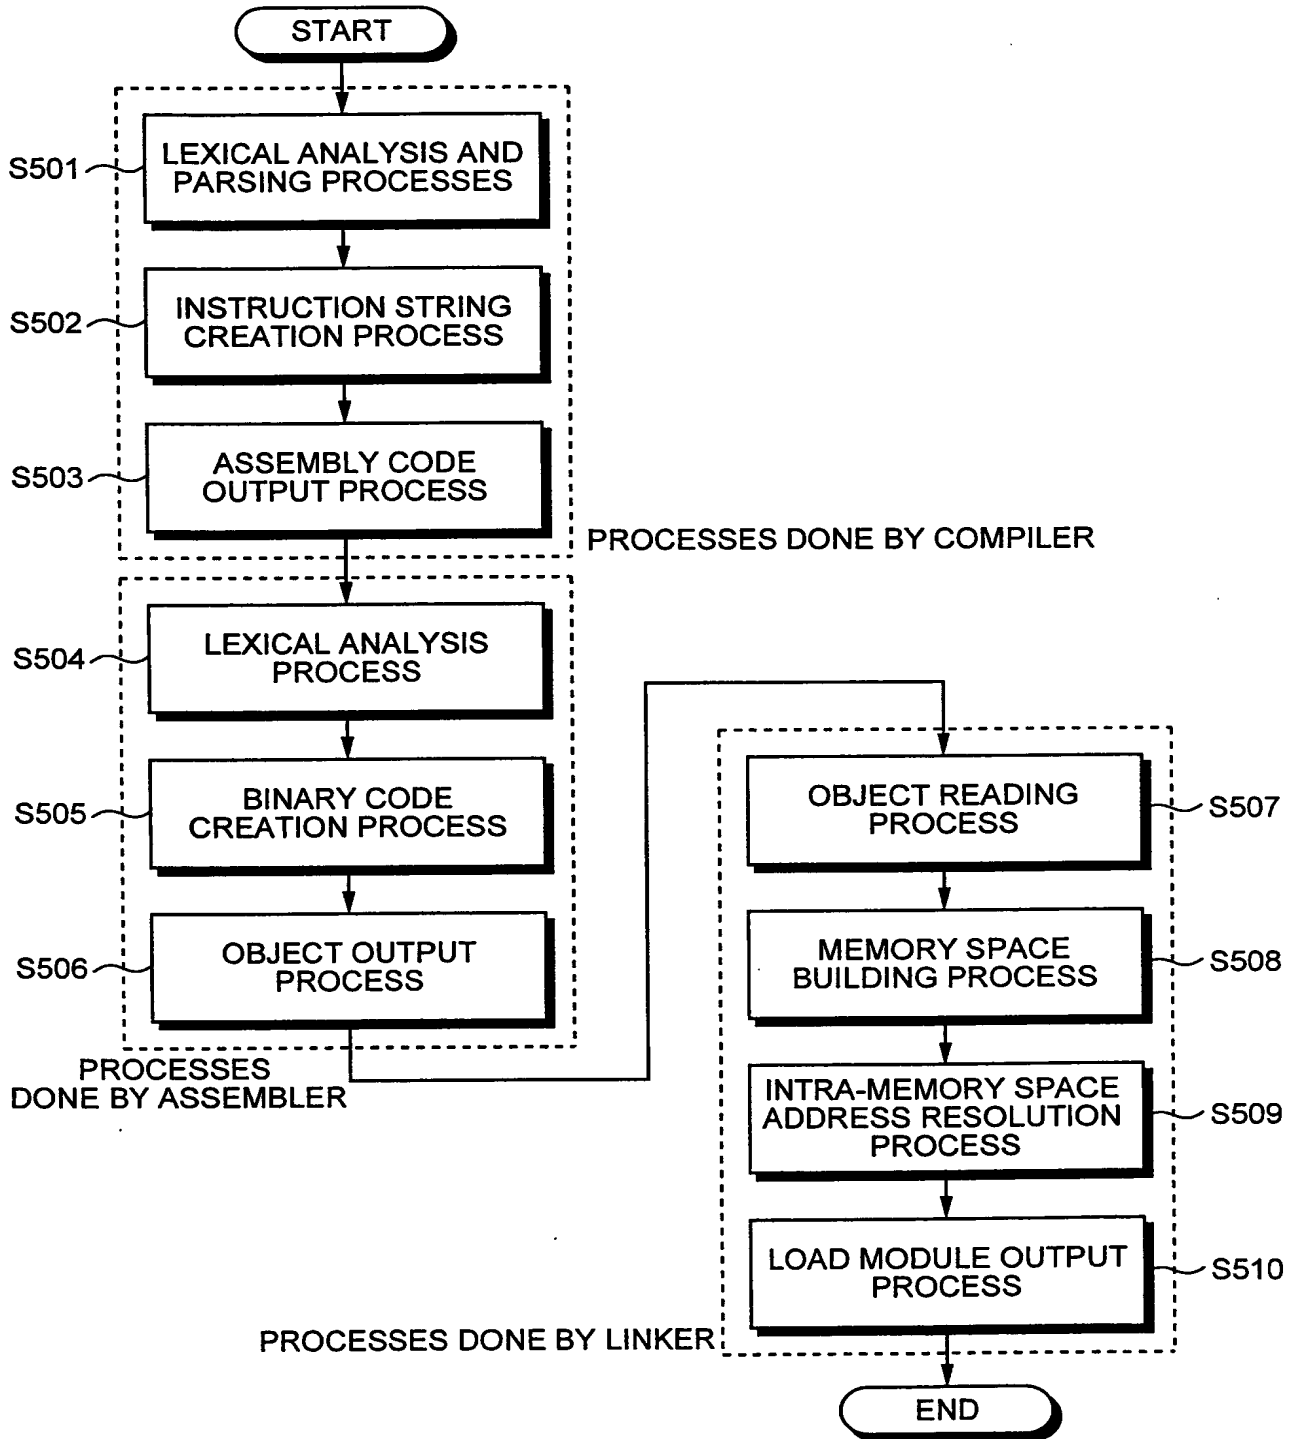 START
S501
LEXICAL ANALYSIS AND
PARSING PROCESSES
S502
INSTRUCTION STRING
CREATION PROCESS
S503
ASSEMBLY CODE
OUTPUT PROCESS
PROCESSES DONE BY COMPILER
S504
LEXICAL ANALYSIS
PROCESS
S505
BINARY CODE
CREATION PROCESS
S506
OBJECT OUTPUT
PROCESS
PROCESSES
DONE BY ASSEMBLER
OBJECT READING
PROCESS
S507
MEMORY SPACE
BUILDING PROCESS
S508
INTRA-MEMORY SPACE
ADDRESS RESOLUTION
PROCESS
S509
LOAD MODULE OUTPUT
PROCESS
S510
PROCESSES DONE BY LINKER
END